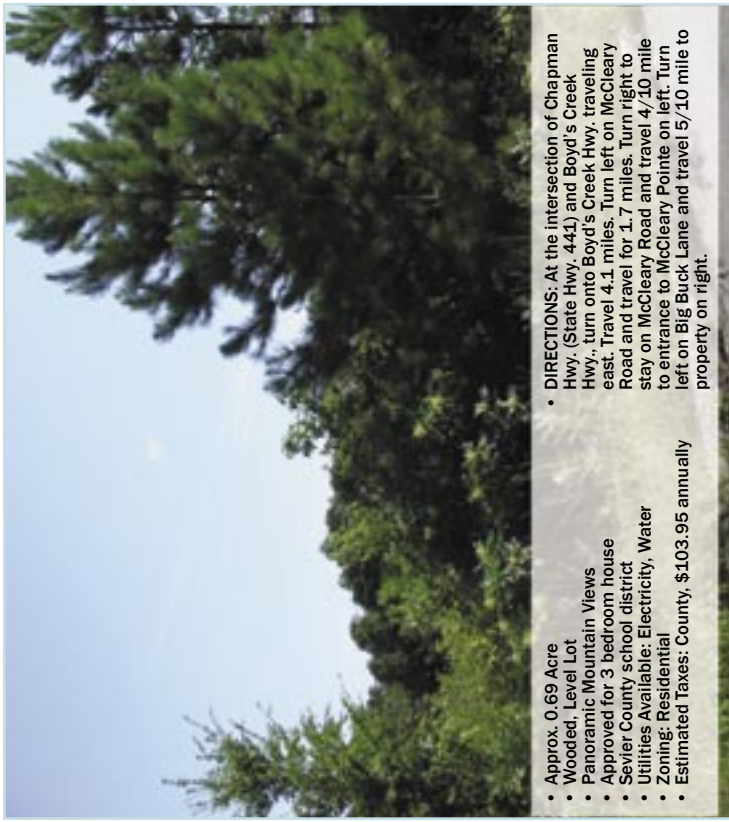 • Approx. 0.69 Acre
• Wooded, Level Lot
• Panoramic Mountain Views
• Approved for 3 bedroom house
• Sevier County school district
• Utilities Available: Electricity, Water
• Zoning: Residential
• Estimated Taxes: County, $103.95 annually
• DIRECTIONS: At the intersection of Chapman
Hwy. (State Hwy. 441) and Boyd's Creek
Hwy., turn onto Boyd's Creek Hwy. traveling
east. Travel 4.1 miles. Turn left on McCleary
Road and travel for 1.7 miles. Turn right to
stay on McCleary Road and travel 4/10 mile
to entrance to McCleary Pointe on left. Turn
left on Big Buck Lane and travel 5/10 mile to
property on right.